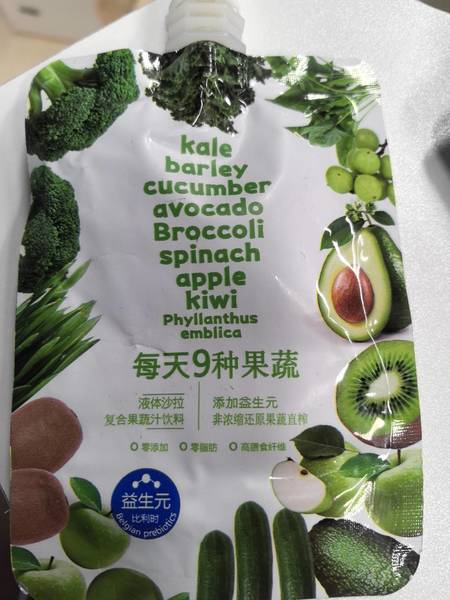 kale
barley
cucumber
avocado
Broccoli
spinach
apple
kiwi
Phyllanthus
emblica
每天9种果蔬
液体沙拉
复合果蔬汁饮料
添加益生元
非浓缩还原果蔬直榨
零添加 零脂肪 高膳食纤维
益生元
比利时
Belgian prebiotics